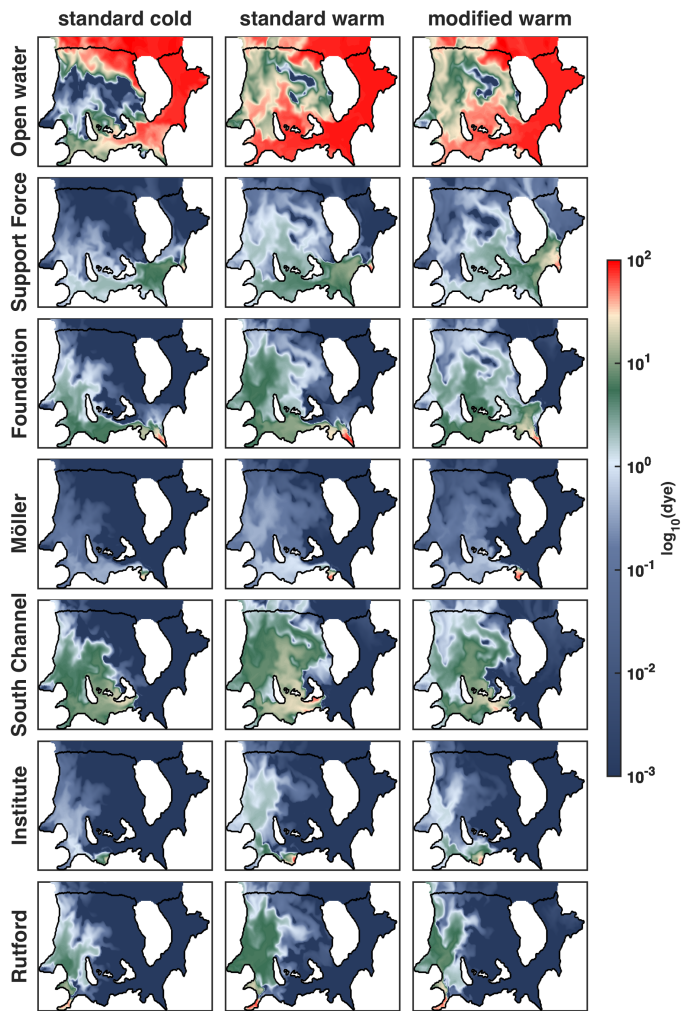 standard cold
standard warm
modified warm
Open water
Support Force
Foundation
Möller
South Channel
Institute
Rutford
10^2
10^1
10^0
10^-1
10^-2
10^-3
log_10(dye)